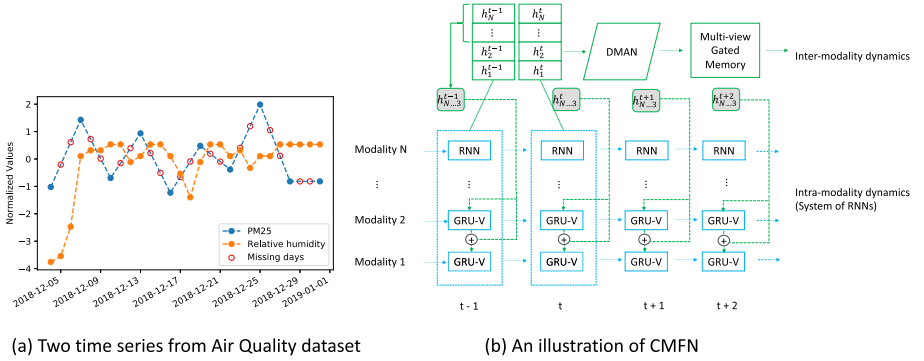 2
1
0
−1
−2
−3
−4
Normalized Values
PM25
Relative humidity
Missing days
2018-12-05
2018-12-09
2018-12-13
2018-12-17
2018-12-21
2018-12-25
2018-12-29
2019-01-01
(a) Two time series from Air Quality dataset
h_N^{t-1} h_N^t
⋮ ⋮
h_2^{t-1} h_2^t
h_1^{t-1} h_1^t
DMAN
Multi-view
Gated
Memory
Inter-modality dynamics
h_{N...3}^{t-1} h_{N...3}^t h_{N...3}^{t+1} h_{N...3}^{t+2}
Modality N RNN RNN RNN RNN
⋮ ⋮ ⋮ ⋮ ⋮
Intra-modality dynamics
(System of RNNs)
Modality 2 GRU-V GRU-V GRU-V GRU-V
+ + + +
Modality 1 GRU-V GRU-V GRU-V GRU-V
t - 1 t t + 1 t + 2
(b) An illustration of CMFN